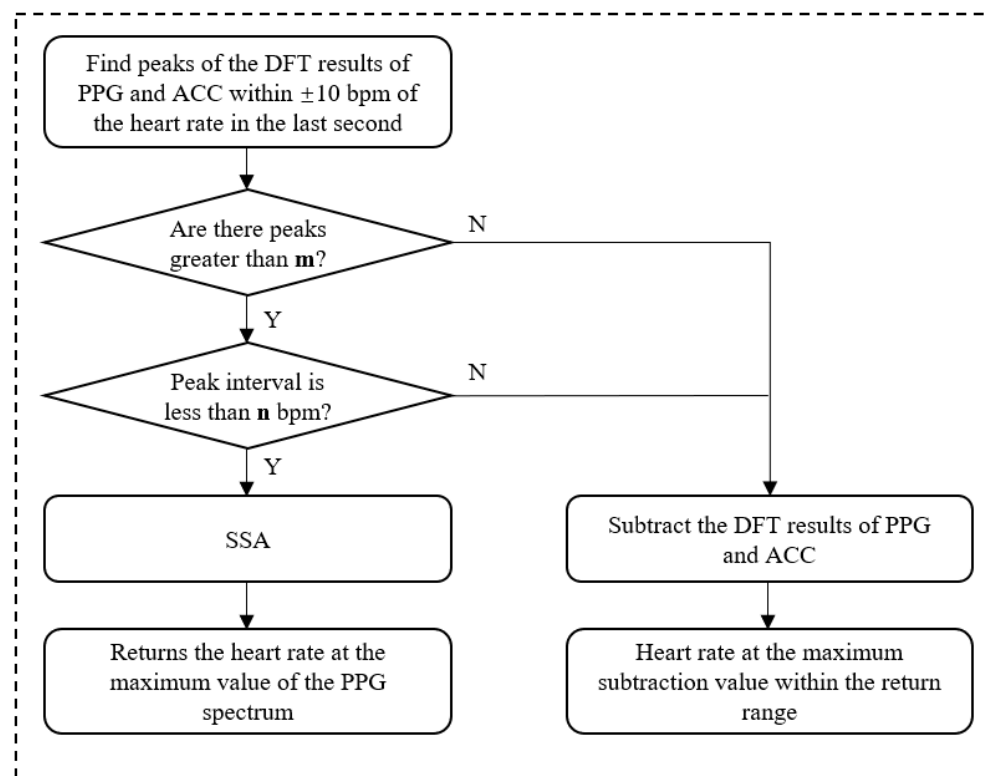 Find peaks of the DFT results of
PPG and ACC within ±10 bpm of
the heart rate in the last second
Are there peaks
greater than m?
N
Y
Peak interval is
less than n bpm?
N
Y
SSA
Subtract the DFT results of PPG
and ACC
Returns the heart rate at the
maximum value of the PPG
spectrum
Heart rate at the maximum
subtraction value within the return
range